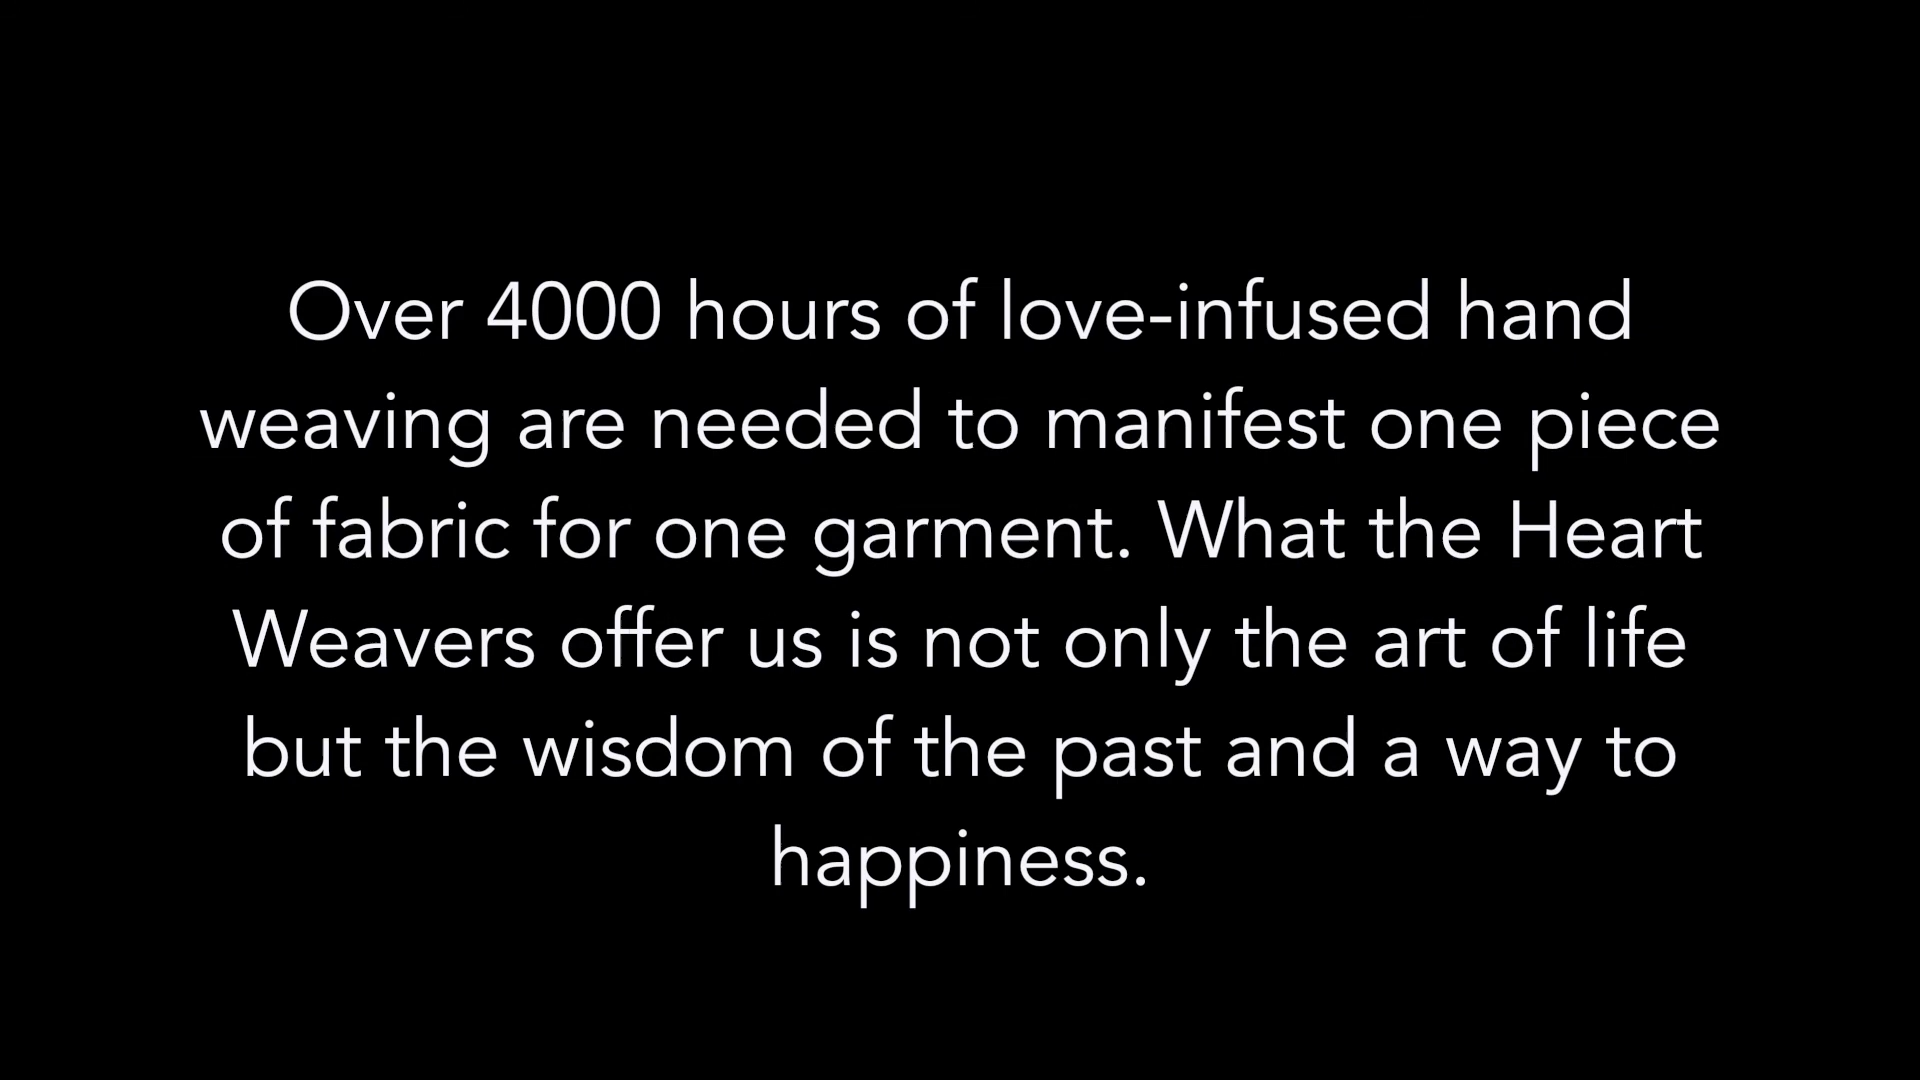 Over 4000 hours of love-infused hand
weaving are needed to manifest one piece
of fabric for one garment. What the Heart
Weavers offer us is not only the art of life
but the wisdom of the past and a way to
happiness.